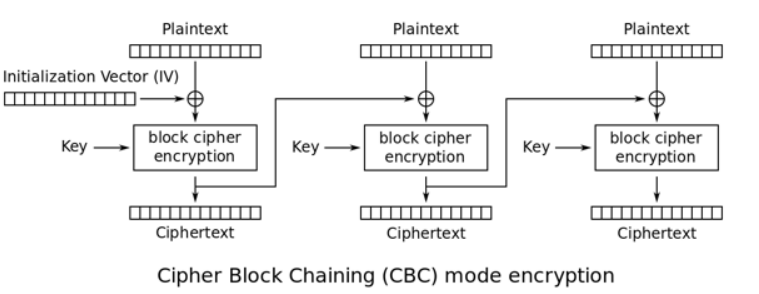 Plaintext
Plaintext
Plaintext
Initialization Vector (IV)
Key
block cipher
encryption
Key
block cipher
encryption
Key
block cipher
encryption
Ciphertext
Ciphertext
Ciphertext
Cipher Block Chaining (CBC) mode encryption